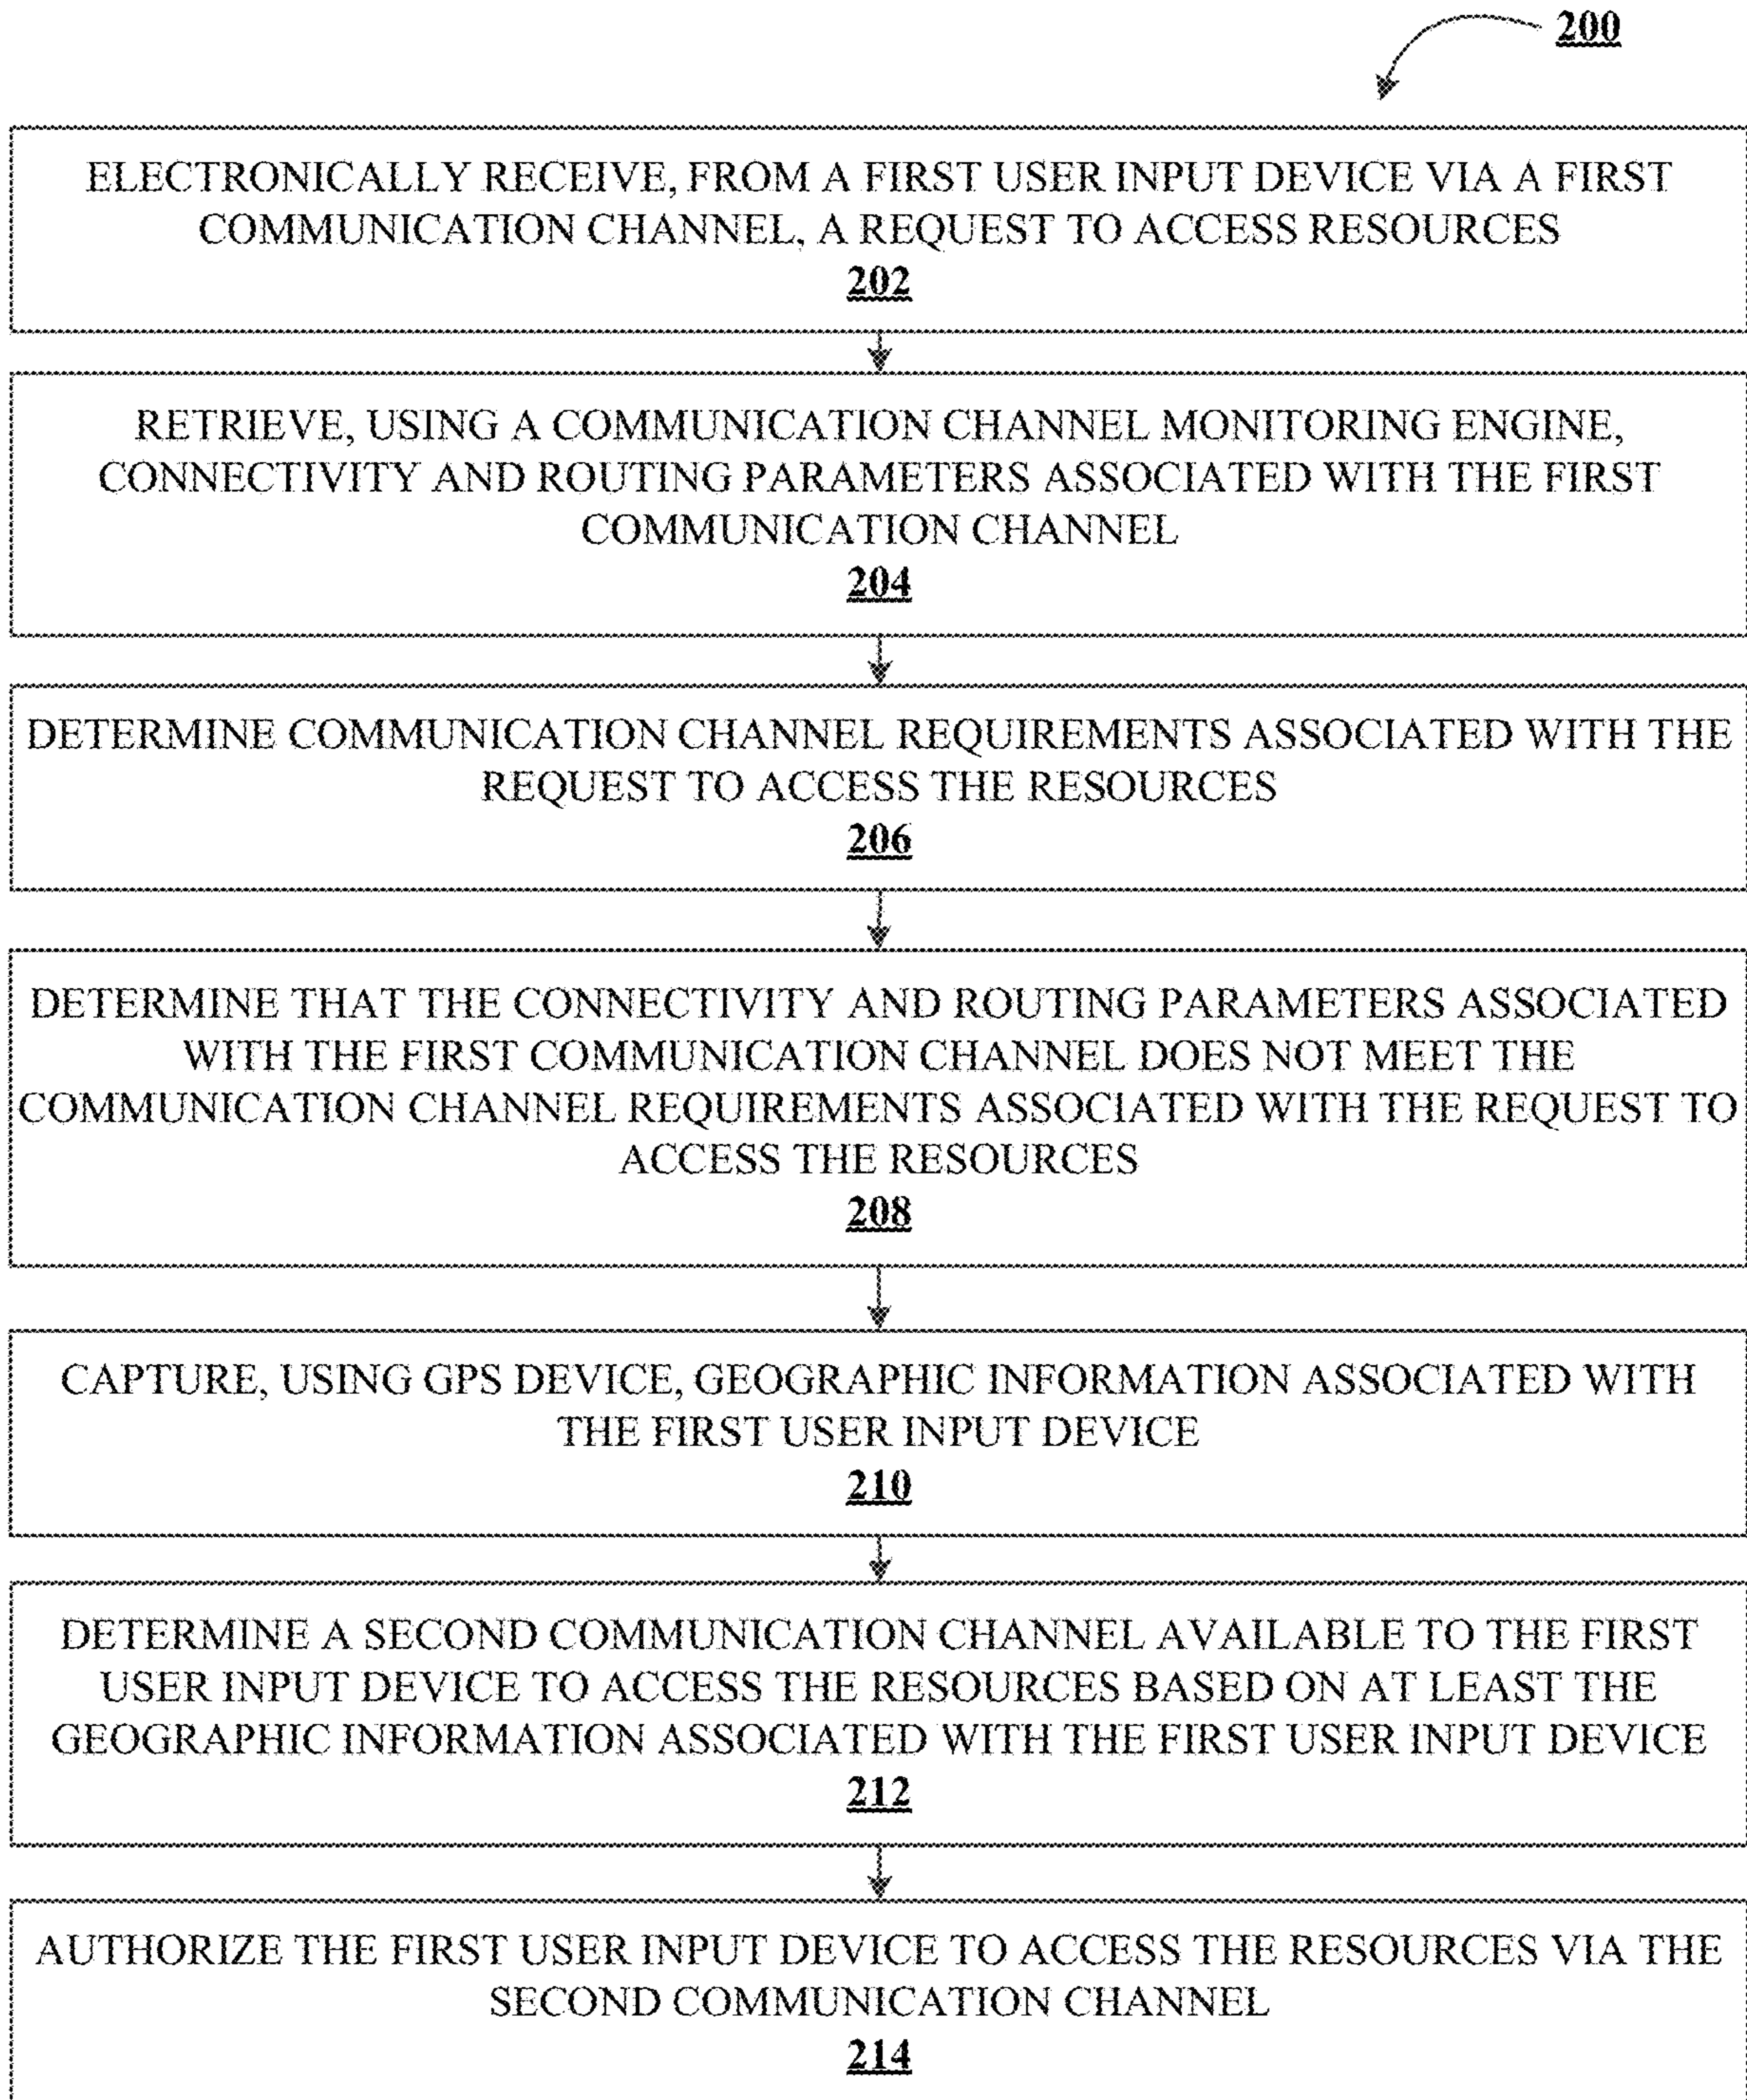 200
ELECTRONICALLY RECEIVE, FROM A FIRST USER INPUT DEVICE VIA A FIRST
COMMUNICATION CHANNEL, A REQUEST TO ACCESS RESOURCES
202
RETRIEVE, USING A COMMUNICATION CHANNEL MONITORING ENGINE,
CONNECTIVITY AND ROUTING PARAMETERS ASSOCIATED WITH THE FIRST
COMMUNICATION CHANNEL
204
DETERMINE COMMUNICATION CHANNEL REQUIREMENTS ASSOCIATED WITH THE
REQUEST TO ACCESS THE RESOURCES
206
DETERMINE THAT THE CONNECTIVITY AND ROUTING PARAMETERS ASSOCIATED
WITH THE FIRST COMMUNICATION CHANNEL DOES NOT MEET THE
COMMUNICATION CHANNEL REQUIREMENTS ASSOCIATED WITH THE REQUEST TO
ACCESS THE RESOURCES
208
CAPTURE, USING GPS DEVICE, GEOGRAPHIC INFORMATION ASSOCIATED WITH
THE FIRST USER INPUT DEVICE
210
DETERMINE A SECOND COMMUNICATION CHANNEL AVAILABLE TO THE FIRST
USER INPUT DEVICE TO ACCESS THE RESOURCES BASED ON AT LEAST THE
GEOGRAPHIC INFORMATION ASSOCIATED WITH THE FIRST USER INPUT DEVICE
212
AUTHORIZE THE FIRST USER INPUT DEVICE TO ACCESS THE RESOURCES VIA THE
SECOND COMMUNICATION CHANNEL
214